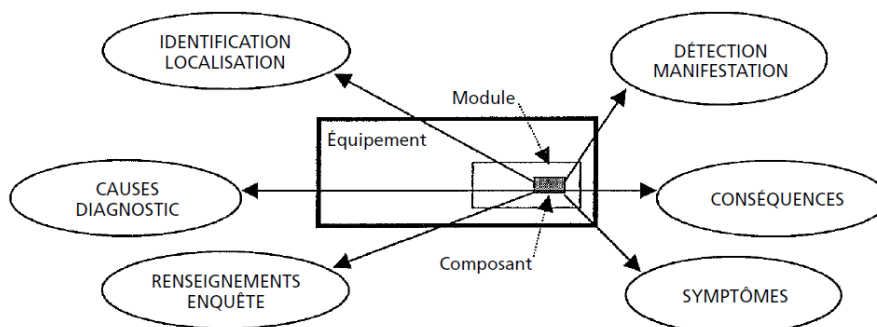 IDENTIFICATION
LOCALISATION
DÉTECTION
MANIFESTATION
Module
Équipement
CAUSES
DIAGNOSTIC
CONSÉQUENCES
Composant
RENSEIGNEMENTS
ENQUÊTE
SYMPTÔMES